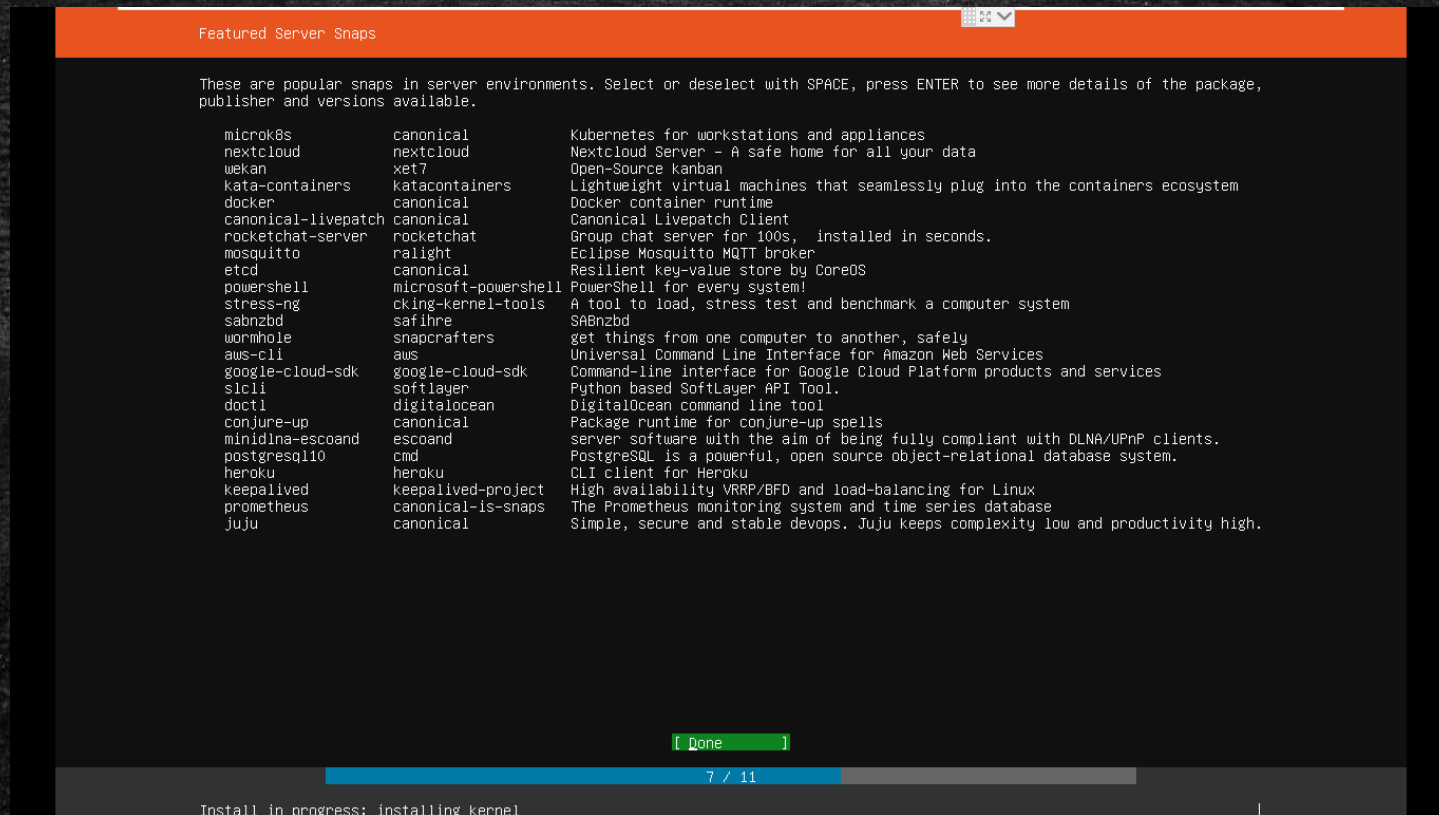 Featured Server Snaps
These are popular snaps in server environments. Select or deselect with SPACE, press ENTER to see more details of the package,
publisher and versions available.
microk8s canonical Kubernetes for workstations and appliances
nextcloud nextcloud Nextcloud Server - A safe home for all your data
wekan xet7 Open-Source kanban
kata-containers katacontainers Lightweight virtual machines that seamlessly plug into the containers ecosystem
docker canonical Docker container runtime
canonical-livepatch canonical Canonical Livepatch Client
rocketchat-server rocketchat Group chat server for 100s, installed in seconds.
mosquitto ralight Eclipse Mosquitto MQTT broker
etcd canonical Resilient key-value store by CoreOS
powershell microsoft-powershell PowerShell for every system!
stress-ng cking-kernel-tools A tool to load, stress test and benchmark a computer system
sabnzbd safihre SABnzbd
wormhole snapcrafters get things from one computer to another, safely
aws-cli aws Universal Command Line Interface for Amazon Web Services
google-cloud-sdk google-cloud-sdk Command-line interface for Google Cloud Platform products and services
slcli softlayer Python based SoftLayer API Tool.
doctl digitalocean DigitalOcean command line tool
conjure-up canonical Package runtime for conjure-up spells
minidlna-escoand escoand server software with the aim of being fully compliant with DLNA/UPnP clients.
postgresql10 cmd PostgreSQL is a powerful, open source object-relational database system.
heroku heroku CLI client for Heroku
keepalived keepalived-project High availability VRRP/BFD and load-balancing for Linux
prometheus canonical-is-snaps The Prometheus monitoring system and time series database
juju canonical Simple, secure and stable devops. Juju keeps complexity low and productivity high.
[ Done ]
7 / 11
Install in progress: installing kernel |